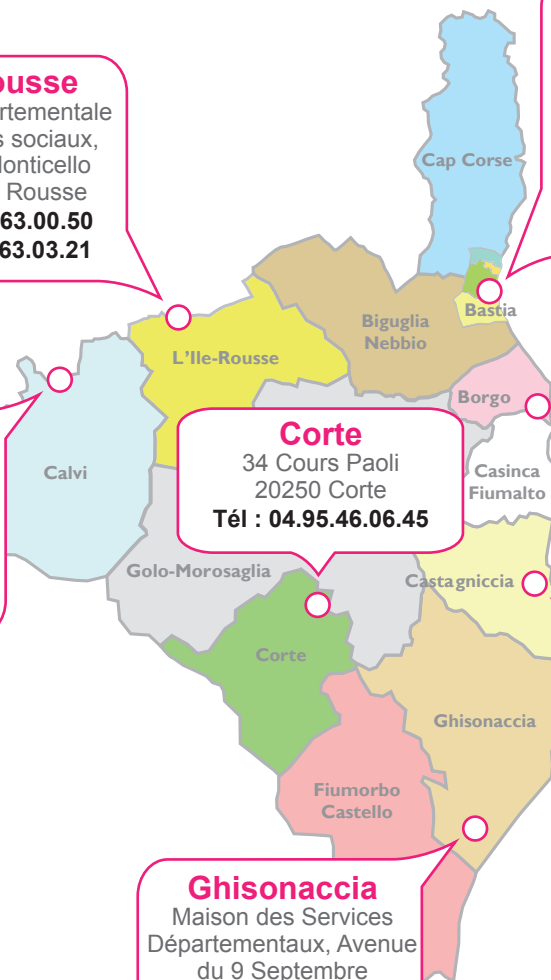 ousse
artementale
s sociaux,
Monticello
Rousse
63.00.50
63.03.21
Cap Corse
Bastia
Biguglia
Nebbio
L'Ile-Rousse
Borgo
Calvi
Corte
34 Cours Paoli
20250 Corte
Tél : 04.95.46.06.45
Casinca
Fiumalto
Golo-Morosaglia
Castagniccia
Corte
Ghisonaccia
Fiumorbo
Castello
Ghisonaccia
Maison des Services
Départementaux, Avenue
du 9 Septembre